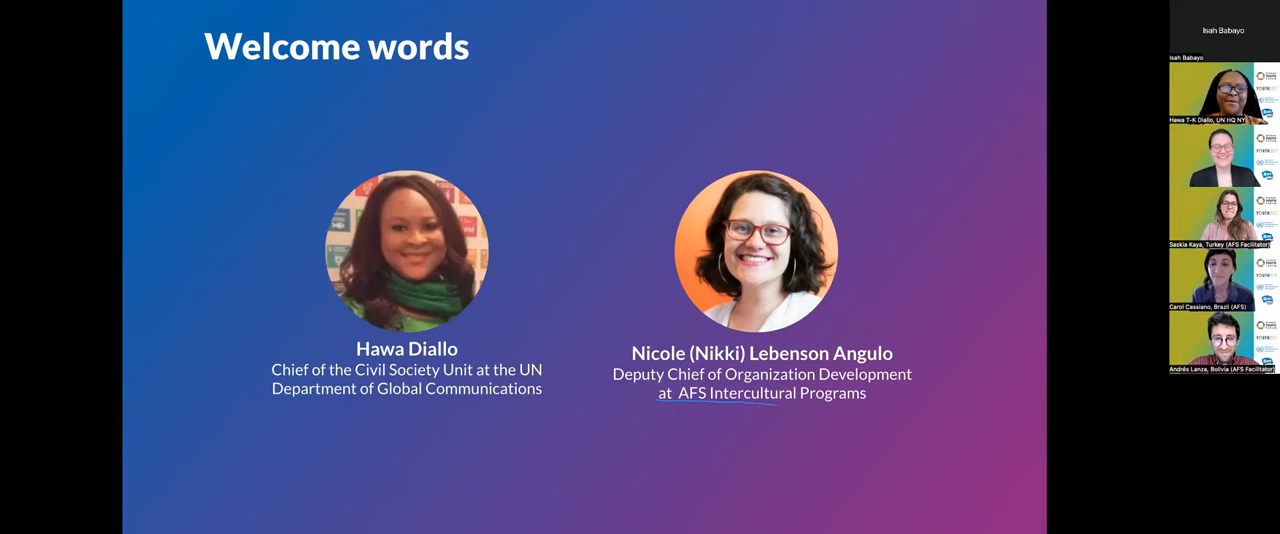 Welcome words
Hawa Diallo
Chief of the Civil Society Unit at the UN
Department of Global Communications
Nicole (Nikki) Lebenson Angulo
Deputy Chief of Organization Development
at AFS Intercultural Programs
Isah Babayo
Isah Babayo
Hawa T-K Diallo, UN HQ NY
Saskia Kaya, Turkey (AFS Facilitator)
Carol Cassiano, Brazil (AFS)
Andrés Lanza, Bolivia (AFS Facilitator)